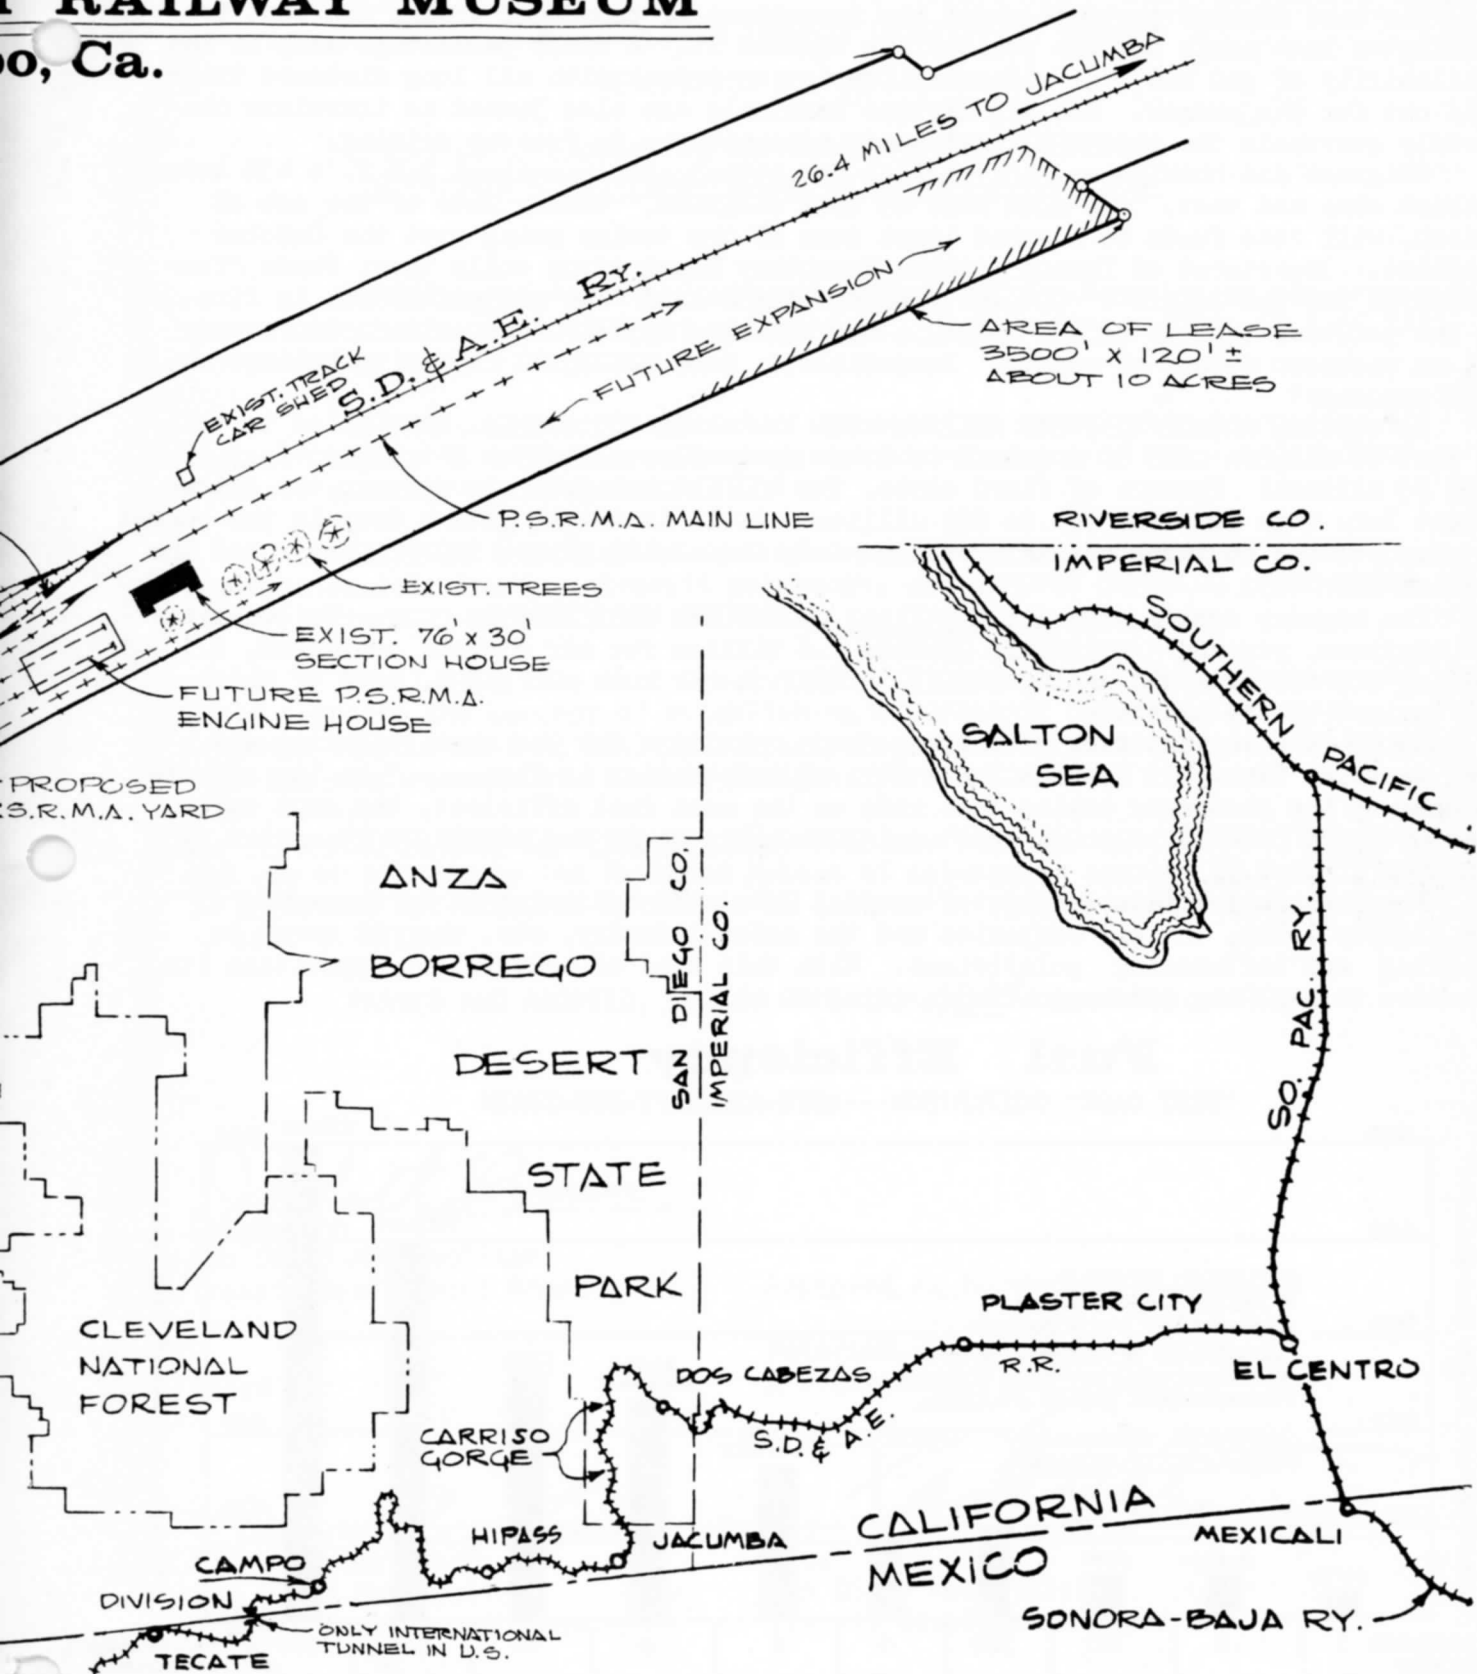 RAILWAY MUSEUM
Ca.
26.4 MILES TO JACUMBA
EXIST. TRACK
CAR SHED
S.D. & A.E. RY.
FUTURE EXPANSION
AREA OF LEASE
3500' X 120' ±
ABOUT 10 ACRES
P.S.R.M.A. MAIN LINE
EXIST. TREES
EXIST. 76' x 30'
SECTION HOUSE
FUTURE P.S.R.M.A.
ENGINE HOUSE
PROPOSED
.S.R.M.A. YARD
RIVERSIDE CO.
IMPERIAL CO.
SOUTHERN PACIFIC
SALTON
SEA
ANZA
BORREGO
DESERT
STATE
PARK
SAN DIEGO CO.
IMPERIAL CO
SO. PAC. RY.
CLEVELAND
NATIONAL
FOREST
PLASTER CITY
DOS CABEZAS
R.R.
EL CENTRO
S.D. & A.E.
CARRISO
GORGE
HIPASS
JACUMBA
CALIFORNIA
MEXICO
MEXICALI
CAMPO
DIVISION
ONLY INTERNATIONAL
TUNNEL IN U.S.
SONORA-BAJA RY.
TECATE